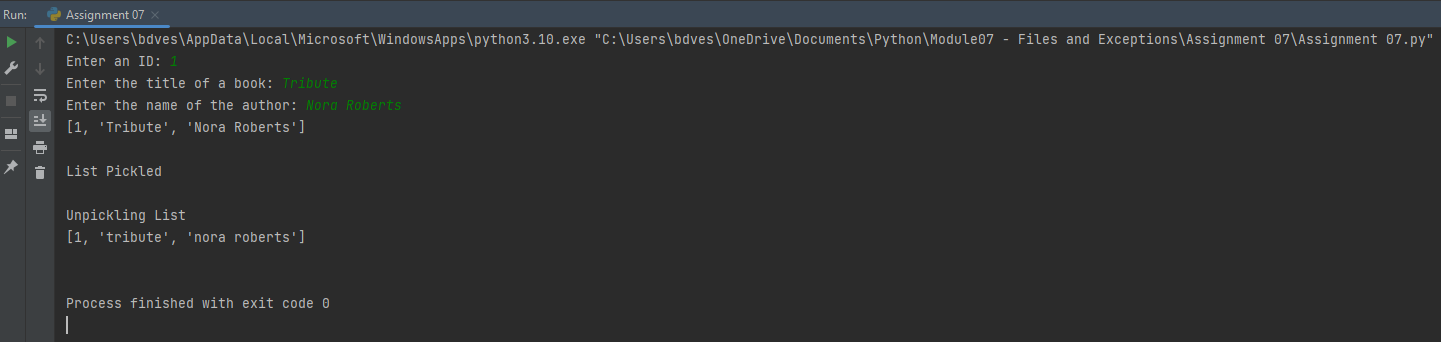 Run: Assignment 07
C:\Users\bdves\AppData\Local\Microsoft\WindowsApps\python3.10.exe "C:\Users\bdves\OneDrive\Documents\Python\Module07 - Files and Exceptions\Assignment 07\Assignment 07.py"
Enter an ID: 1
Enter the title of a book: Tribute
Enter the name of the author: Nora Roberts
[1, 'Tribute', 'Nora Roberts']
List Pickled
Unpickling List
[1, 'tribute', 'nora roberts']
Process finished with exit code 0